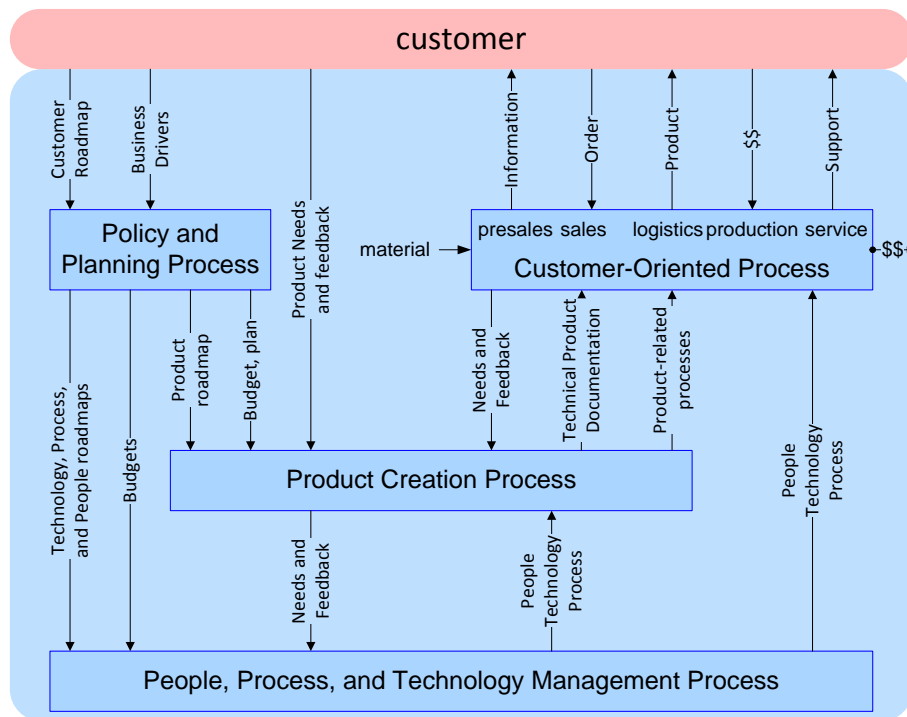 customer
Customer
Roadmap
Business
Drivers
Product Needs
and feedback
Information
Order
Product
$$
Support
Policy and
Planning Process
material
presales sales logistics production service
Customer-Oriented Process
$$
Technology, Process,
and People roadmaps
Budgets
Product
roadmap
Budget, plan
Needs and
Feedback
Technical Product
Documentation
Product-related
processes
People
Technology
Process
Product Creation Process
Needs and
Feedback
People
Technology
Process
People, Process, and Technology Management Process